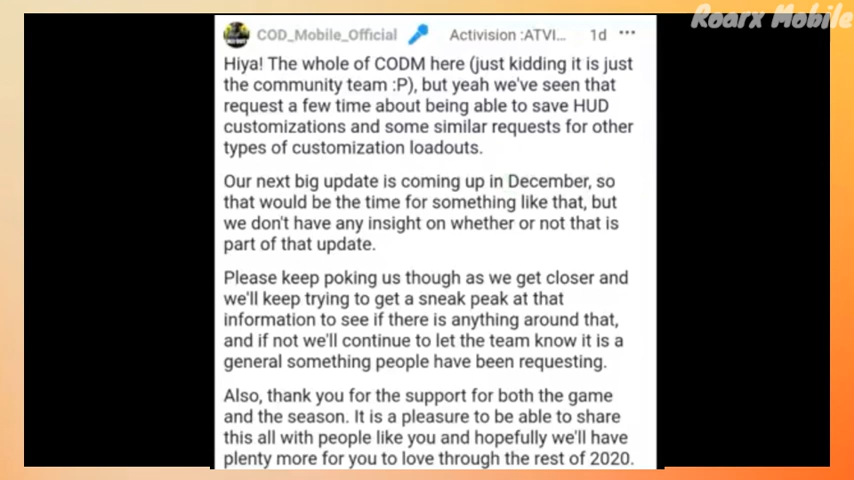 Roarx Mobile
COD_Mobile_Official Activision :ATVI... 1d ...
Hiya! The whole of CODM here (just kidding it is just
the community team :P), but yeah we've seen that
request a few time about being able to save HUD
customizations and some similar requests for other
types of customization loadouts.
Our next big update is coming up in December, so
that would be the time for something like that, but
we don't have any insight on whether or not that is
part of that update.
Please keep poking us though as we get closer and
we'll keep trying to get a sneak peak at that
information to see if there is anything around that,
and if not we'll continue to let the team know it is a
general something people have been requesting.
Also, thank you for the support for both the game
and the season. It is a pleasure to be able to share
this all with people like you and hopefully we'll have
plenty more for you to love through the rest of 2020.